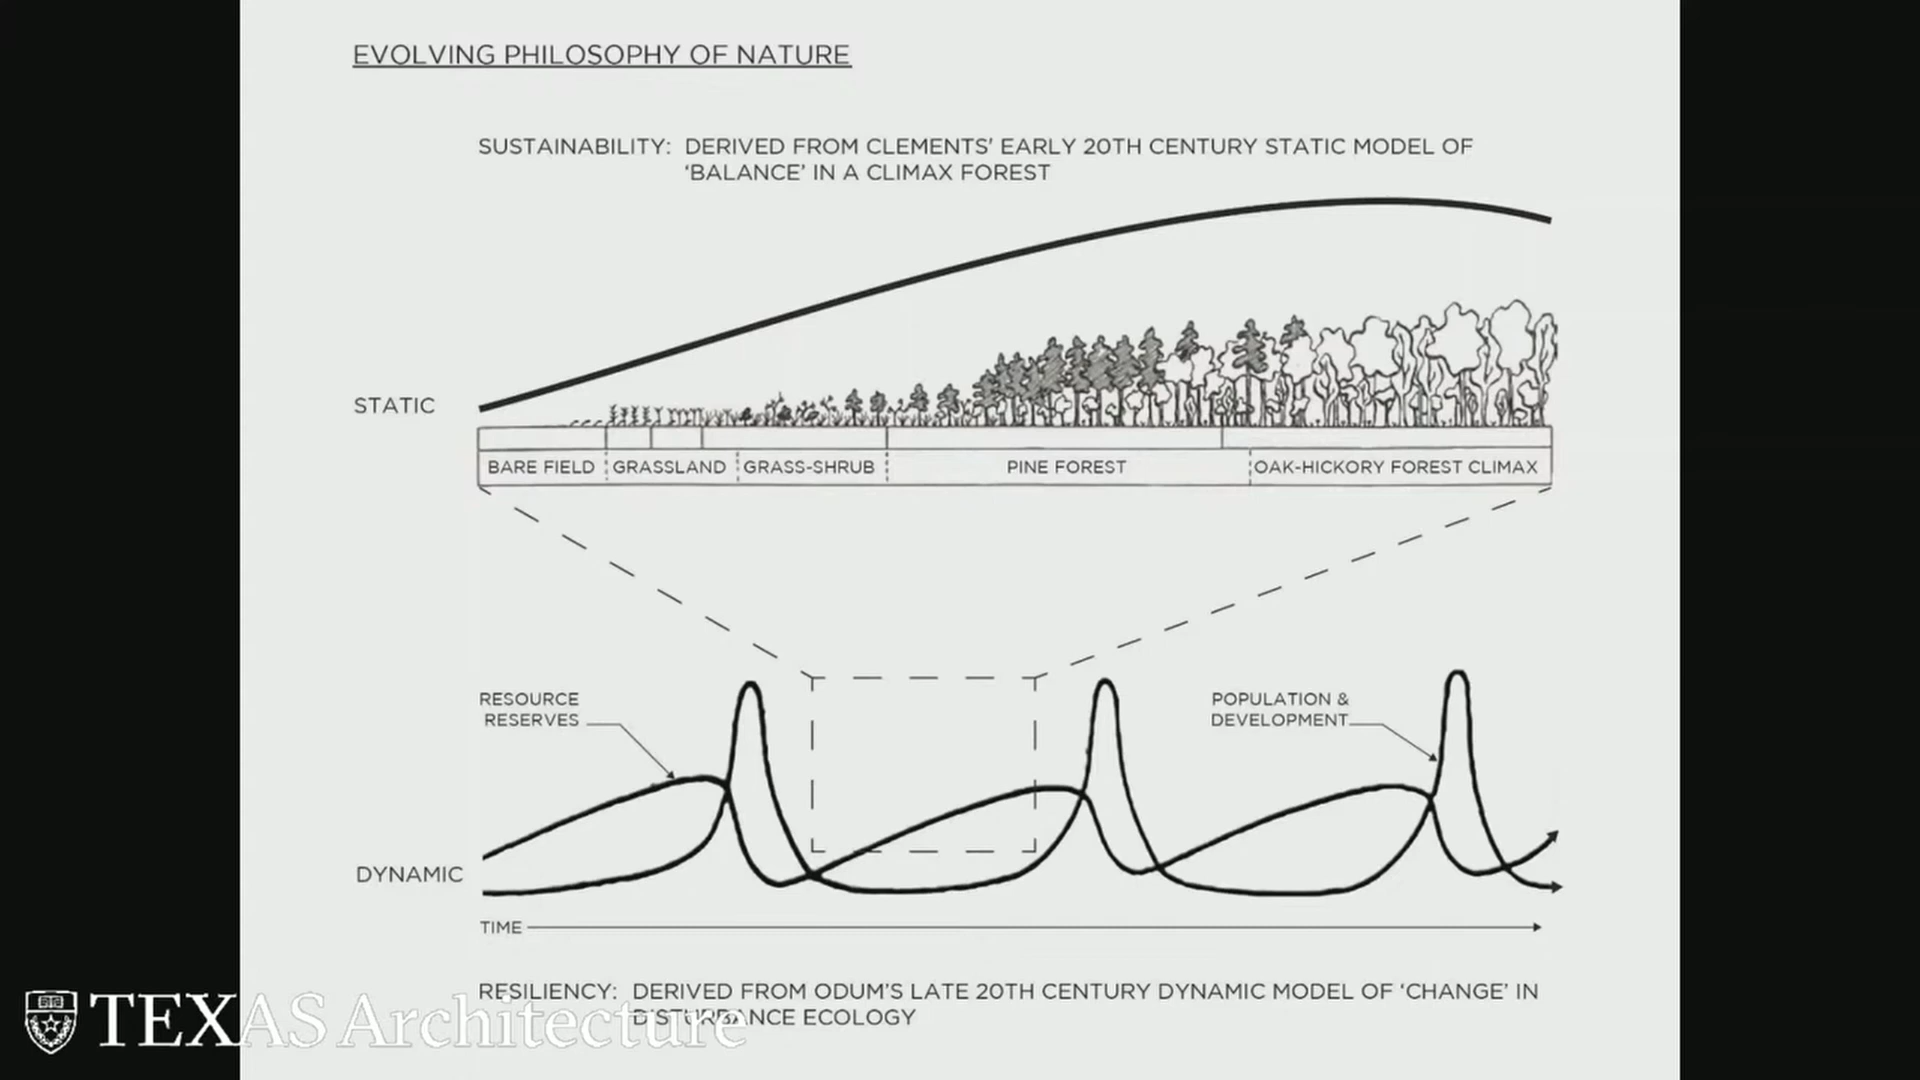 EVOLVING PHILOSOPHY OF NATURE
SUSTAINABILITY: DERIVED FROM CLEMENTS' EARLY 20TH CENTURY STATIC MODEL OF
‘BALANCE’ IN A CLIMAX FOREST
STATIC
BARE FIELD GRASSLAND GRASS-SHRUB PINE FOREST OAK-HICKORY FOREST CLIMAX
RESOURCE
RESERVES
POPULATION &
DEVELOPMENT
DYNAMIC
TIME
RESILIENCY: DERIVED FROM ODUM'S LATE 20TH CENTURY DYNAMIC MODEL OF ‘CHANGE’ IN
DISTURBANCE ECOLOGY
TEXAS Architecture